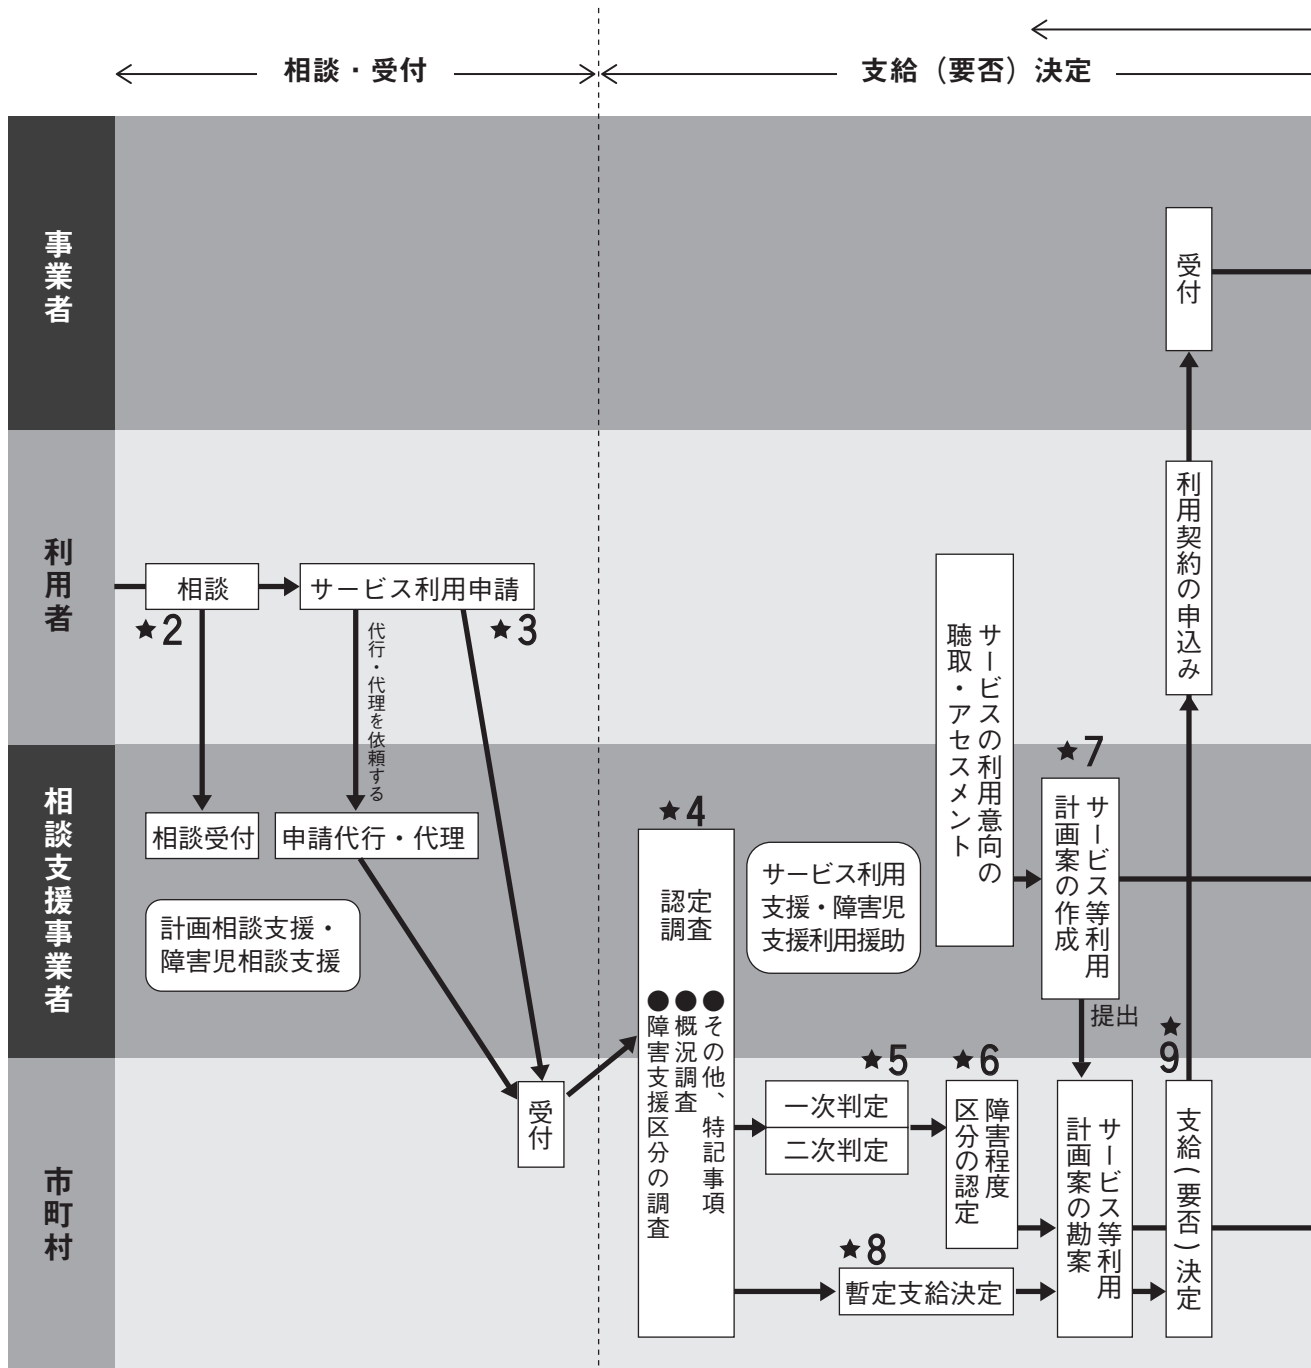 相談・受付
支給（要否）決定
事業者
受付
利用者
相談
★2
サービス利用申請
★3
代行・代理を依頼する
サービスの利用意向の
聴取・アセスメント
利用契約の申込み
相談支援事業者
相談受付
申請代行・代理
計画相談支援・
障害児相談支援
★4
認定
調査
●その他、特記事項
●概況調査
●障害支援区分の調査
サービス利用
支援・障害児
支援利用援助
★7
サービス等利用
計画案の作成
提出
市町村
受付
★5
一次判定
二次判定
★6
障害程度
区分の認定
★8
暫定支給決定
サービス等利用
計画案の勘案
★9
支給（要否）決定